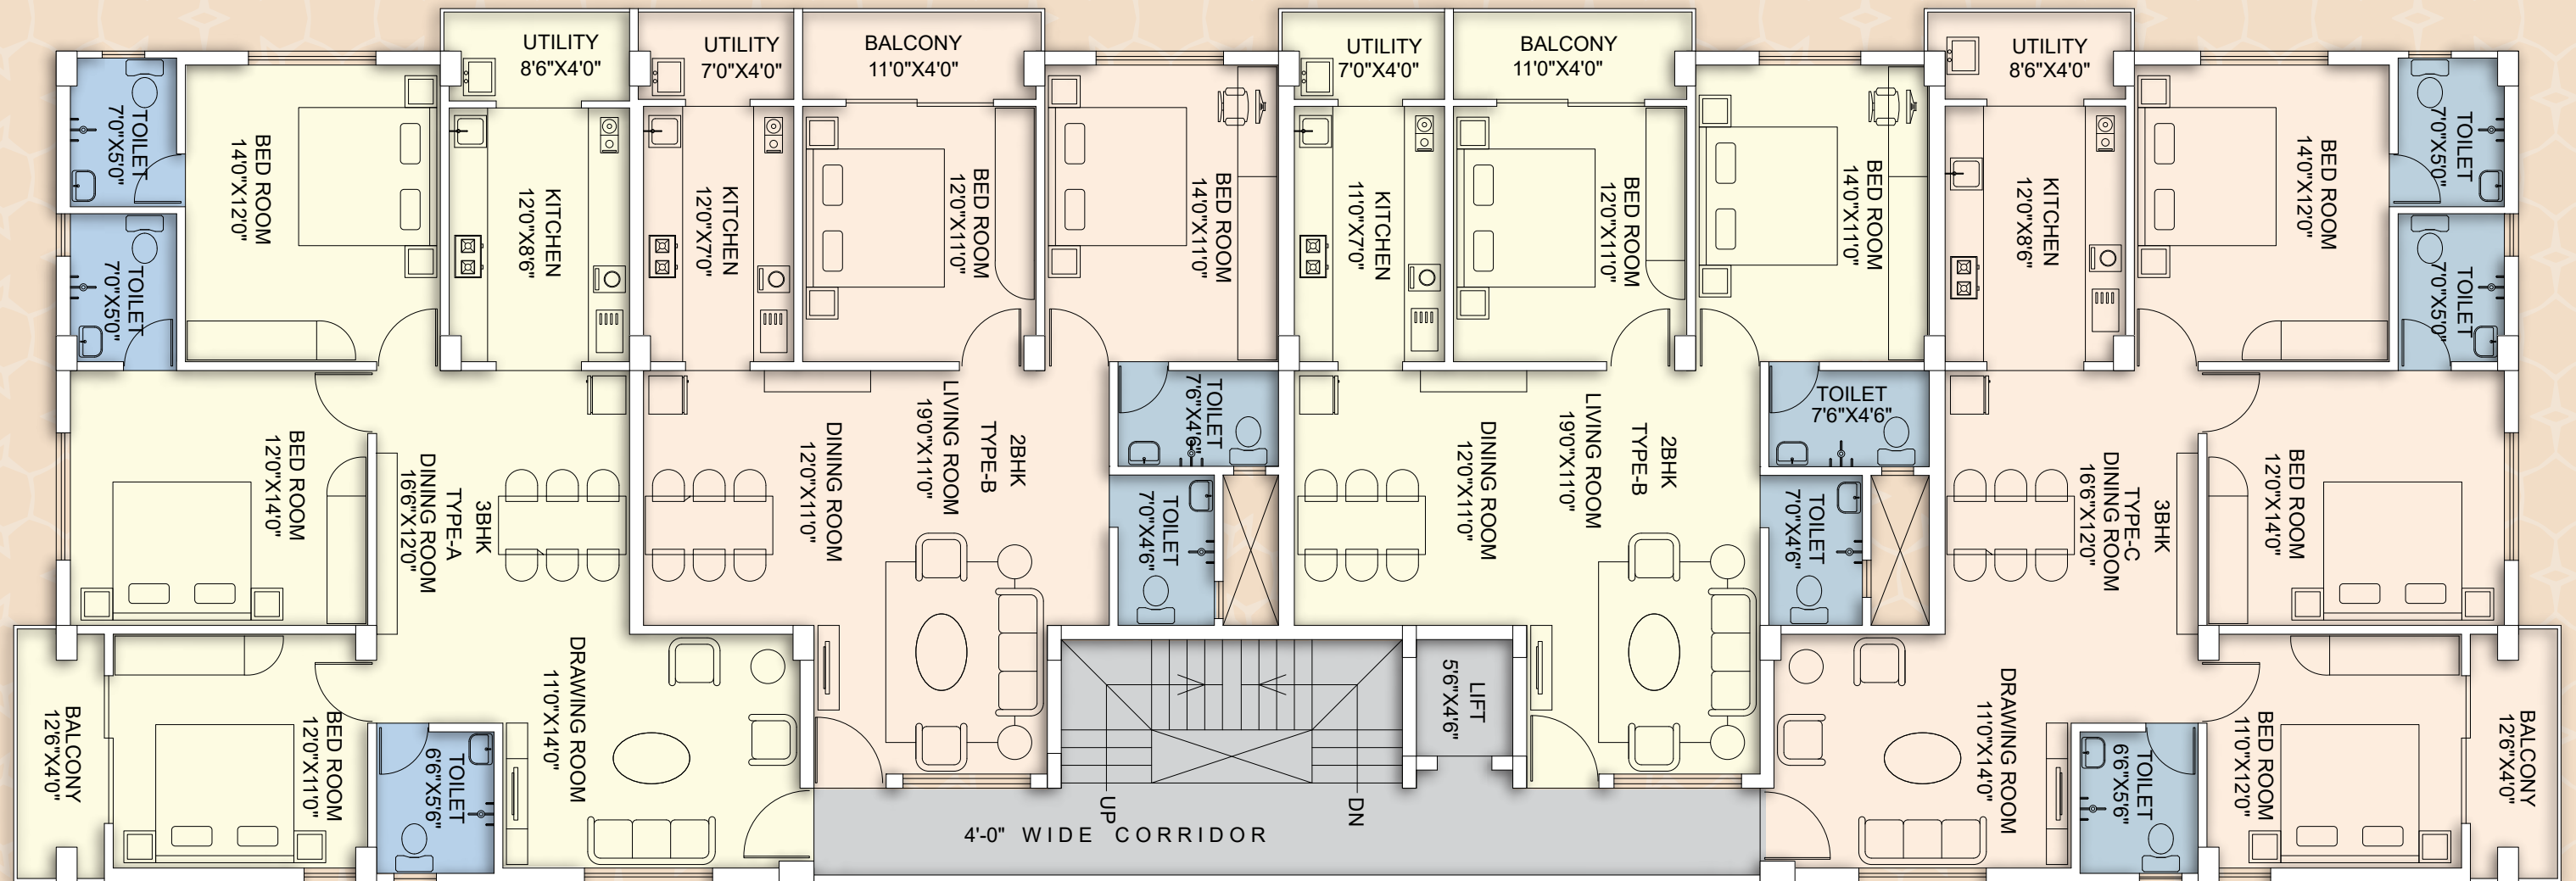 UTILITY
8'6"X4'0"
UTILITY
7'0"X4'0"
BALCONY
11'0"X4'0"
UTILITY
7'0"X4'0"
BALCONY
11'0"X4'0"
UTILITY
8'6"X4'0"
TOILET
7'0"X5'0"
BED ROOM
14'0"X12'0"
KITCHEN
12'0"X8'6"
KITCHEN
12'0"X7'0"
BED ROOM
12'0"X11'0"
BED ROOM
14'0"X11'0"
KITCHEN
11'0"X7'0"
BED ROOM
12'0"X11'0"
BED ROOM
14'0"X11'0"
KITCHEN
12'0"X8'6"
BED ROOM
14'0"X12'0"
TOILET
7'0"X5'0"
TOILET
7'0"X5'0"
TOILET
7'0"X5'0"
BED ROOM
12'0"X14'0"
3BHK
TYPE-A
DINING ROOM
16'6"X12'0"
DINING ROOM
12'0"X11'0"
2BHK
TYPE-B
LIVING ROOM
19'0"X11'0"
TOILET
7'6"X4'6"
TOILET
7'0"X4'6"
DINING ROOM
12'0"X11'0"
2BHK
TYPE-B
LIVING ROOM
19'0"X11'0"
TOILET
7'6"X4'6"
TOILET
7'0"X4'6"
3BHK
TYPE-C
DINING ROOM
16'6"X12'0"
BED ROOM
12'0"X14'0"
BALCONY
12'6"X4'0"
BED ROOM
12'0"X11'0"
TOILET
6'6"X5'6"
DRAWING ROOM
11'0"X14'0"
UP
DN
LIFT
5'6"X4'6"
DRAWING ROOM
11'0"X14'0"
TOILET
6'6"X5'6"
BED ROOM
11'0"X12'0"
BALCONY
12'6"X4'0"
4'-0" WIDE CORRIDOR